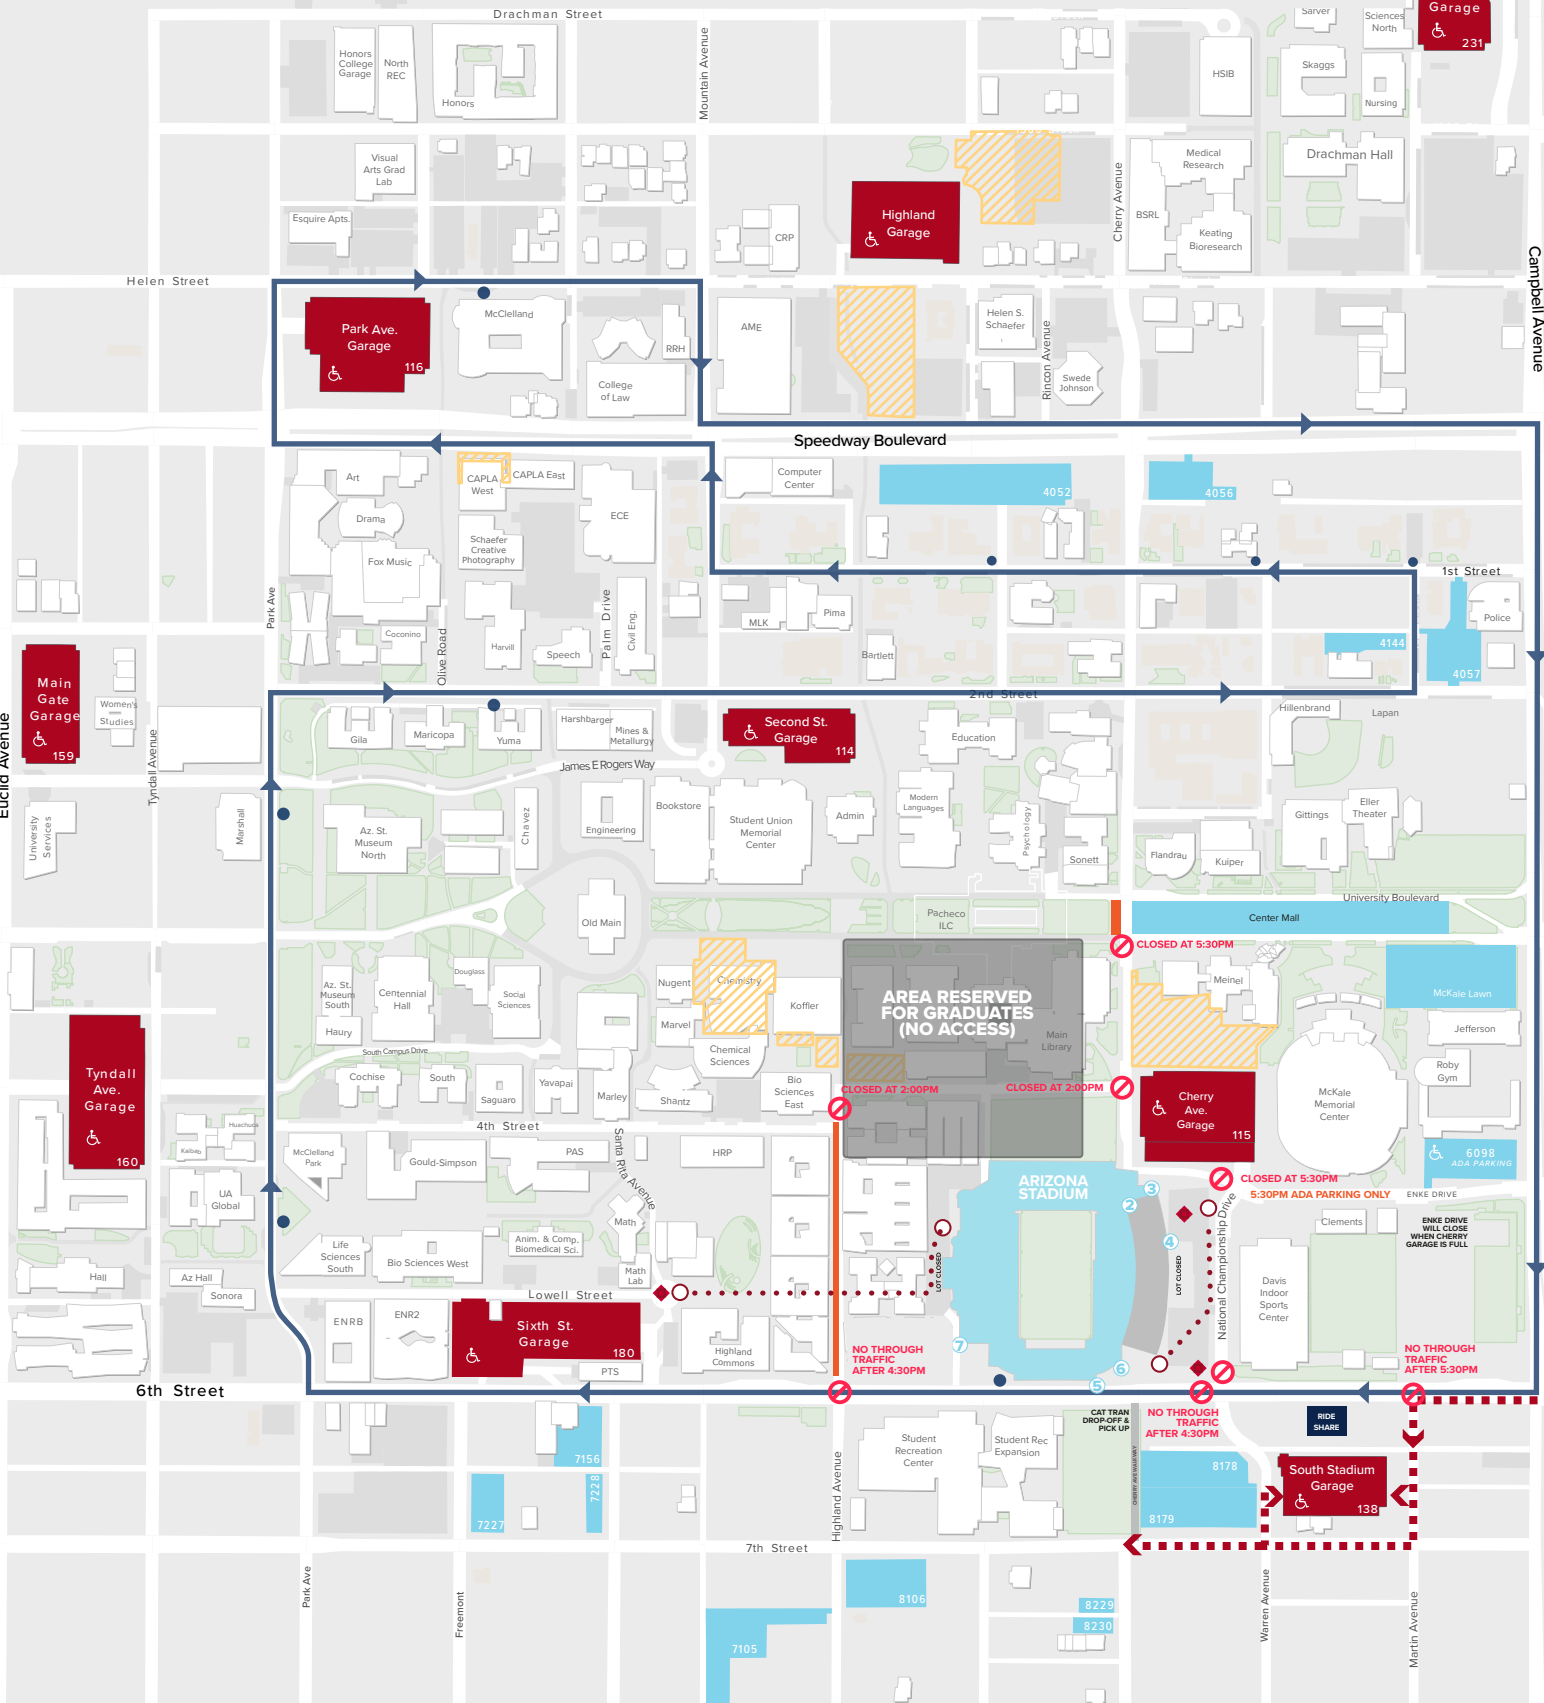 Drachman Street
Mountain Avenue
Honors
College
Garage
North
REC
Honors
HSIB
Sarver
Sciences
North
Garage
231
Skaggs
Nursing
Visual
Arts Grad
Lab
Esquire Apts.
CRP
Highland
Garage
Cherry Avenue
Medical
Research
BSRL
Keating
Bioresearch
Drachman Hall
Campbell Avenue
Helen Street
Park Ave.
Garage
116
McClelland
RRH
College
of Law
AME
Helen S.
Schaefer
Rincon Avenue
Swede
Johnson
Speedway Boulevard
Art
CAPLA
West
CAPLA East
Drama
Schaefer
Creative
Photography
ECE
Fox Music
Computer
Center
4052
4056
1st Street
Park Ave
Coconino
Olive Road
Harvill
Speech
Palm Drive
Civil Eng.
MLK
Pima
Bartlett
4144
4057
Police
2nd Street
Main
Gate
Garage
159
Women's
Studies
Euclid Avenue
Tyndall Avenue
Gila
Maricopa
Yuma
Harshbarger
Mines &
Metallurgy
Second St.
Garage
114
Education
Hillenbrand
Lapan
James E Rogers Way
University
Services
Marshall
Az. St.
Museum
North
Chavez
Engineering
Bookstore
Student Union
Memorial
Center
Admin
Modern
Languages
Psychology
Sonett
Flandrau
Kuiper
Gittings
Eller
Theater
University Boulevard
Old Main
Pacheco
ILC
Center Mall
CLOSED AT 5:30PM
Az. St.
Museum
South
Haury
Centennial
Hall
Douglass
Social
Sciences
Nugent
Chemistry
Koffler
Marvel
Chemical
Sciences
AREA RESERVED
FOR GRADUATES
(NO ACCESS)
Main
Library
Meinel
McKale Lawn
Jefferson
Roby
Gym
McKale
Memorial
Center
South Campus Drive
Tyndall
Ave.
Garage
160
Cochise
South
Saguaro
Yavapai
Marley
Shantz
Bio
Sciences
East
CLOSED AT 2:00PM
CLOSED AT 2:00PM
Cherry
Ave.
Garage
115
4th Street
Huachuca
Kaibab
McClelland
Park
Gould-Simpson
PAS
Santa Rita Avenue
HRP
6098
ADA PARKING
CLOSED AT 5:30PM
5:30PM ADA PARKING ONLY
ENKE DRIVE
UA
Global
ARIZONA
STADIUM
3
2
4
LOT CLOSED
LOT CLOSED
National Championship Drive
Clements
ENKE DRIVE
WILL CLOSE
WHEN CHERRY
GARAGE IS FULL
Life
Sciences
South
Bio Sciences West
Anim. & Comp.
Biomedical Sci.
Math
Math
Lab
Hall
Az Hall
Sonora
Lowell Street
Davis
Indoor
Sports
Center
ENRB
ENR2
Sixth St.
Garage
180
PTS
Highland
Commons
7
6
5
NO THROUGH
TRAFFIC
AFTER 4:30PM
NO THROUGH
TRAFFIC
AFTER 5:30PM
6th Street
CAT TRAN
DROP-OFF &
PICK UP
NO THROUGH
TRAFFIC
AFTER 4:30PM
RIDE
SHARE
Student
Recreation
Center
Student Rec
Expansion
CHERRY AVE WALKWAY
8178
8179
South Stadium
Garage
138
7156
7227
7228
Highland Avenue
7th Street
Park Ave
Freemont
7105
8106
8229
8230
Warren Avenue
Martin Avenue